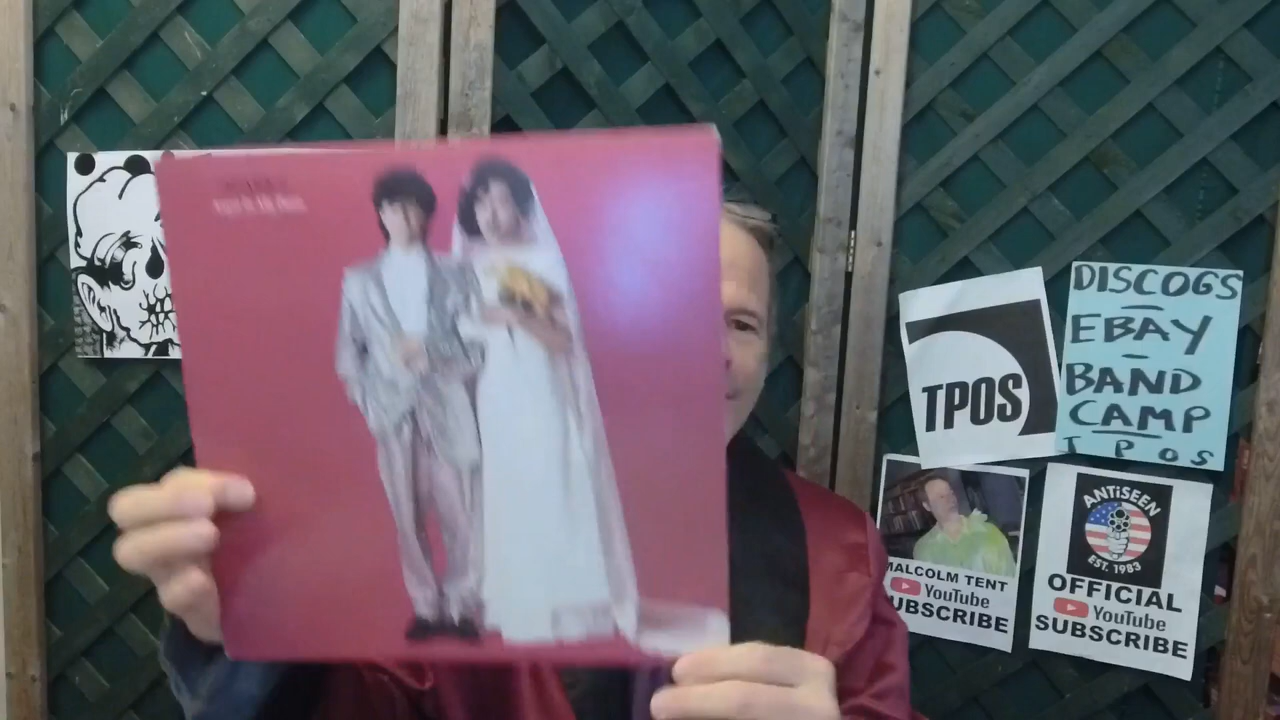 TPOS
DISCOGS
EBAY
BAND
CAMP
TPOS
MALCOLM TENT
YouTube
SUBSCRIBE
ANTiSEEN
EST. 1983
OFFICIAL
YouTube
SUBSCRIBE